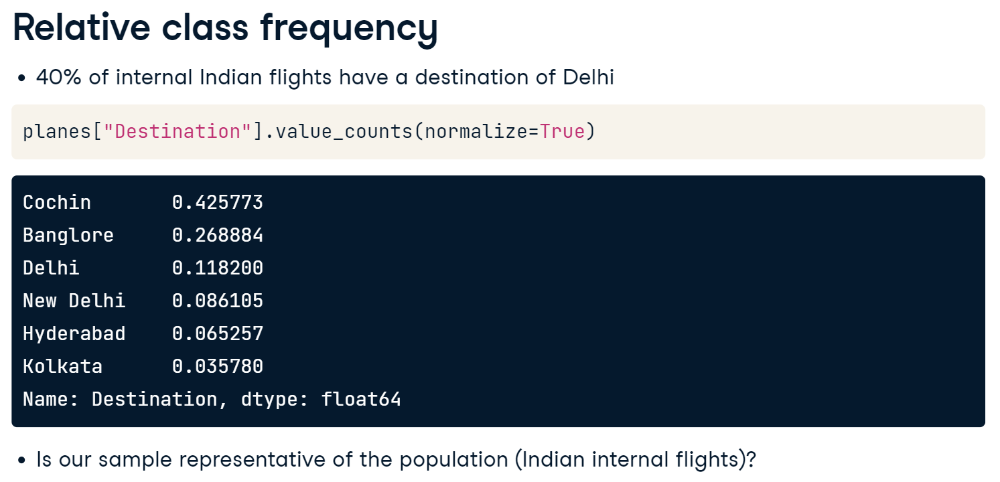 Relative class frequency
• 40% of internal Indian flights have a destination of Delhi
planes["Destination"].value_counts(normalize=True)
Cochin       0.425773
Banglore     0.268884
Delhi        0.118200
New Delhi    0.086105
Hyderabad    0.065257
Kolkata      0.035780
Name: Destination, dtype: float64
• Is our sample representative of the population (Indian internal flights)?